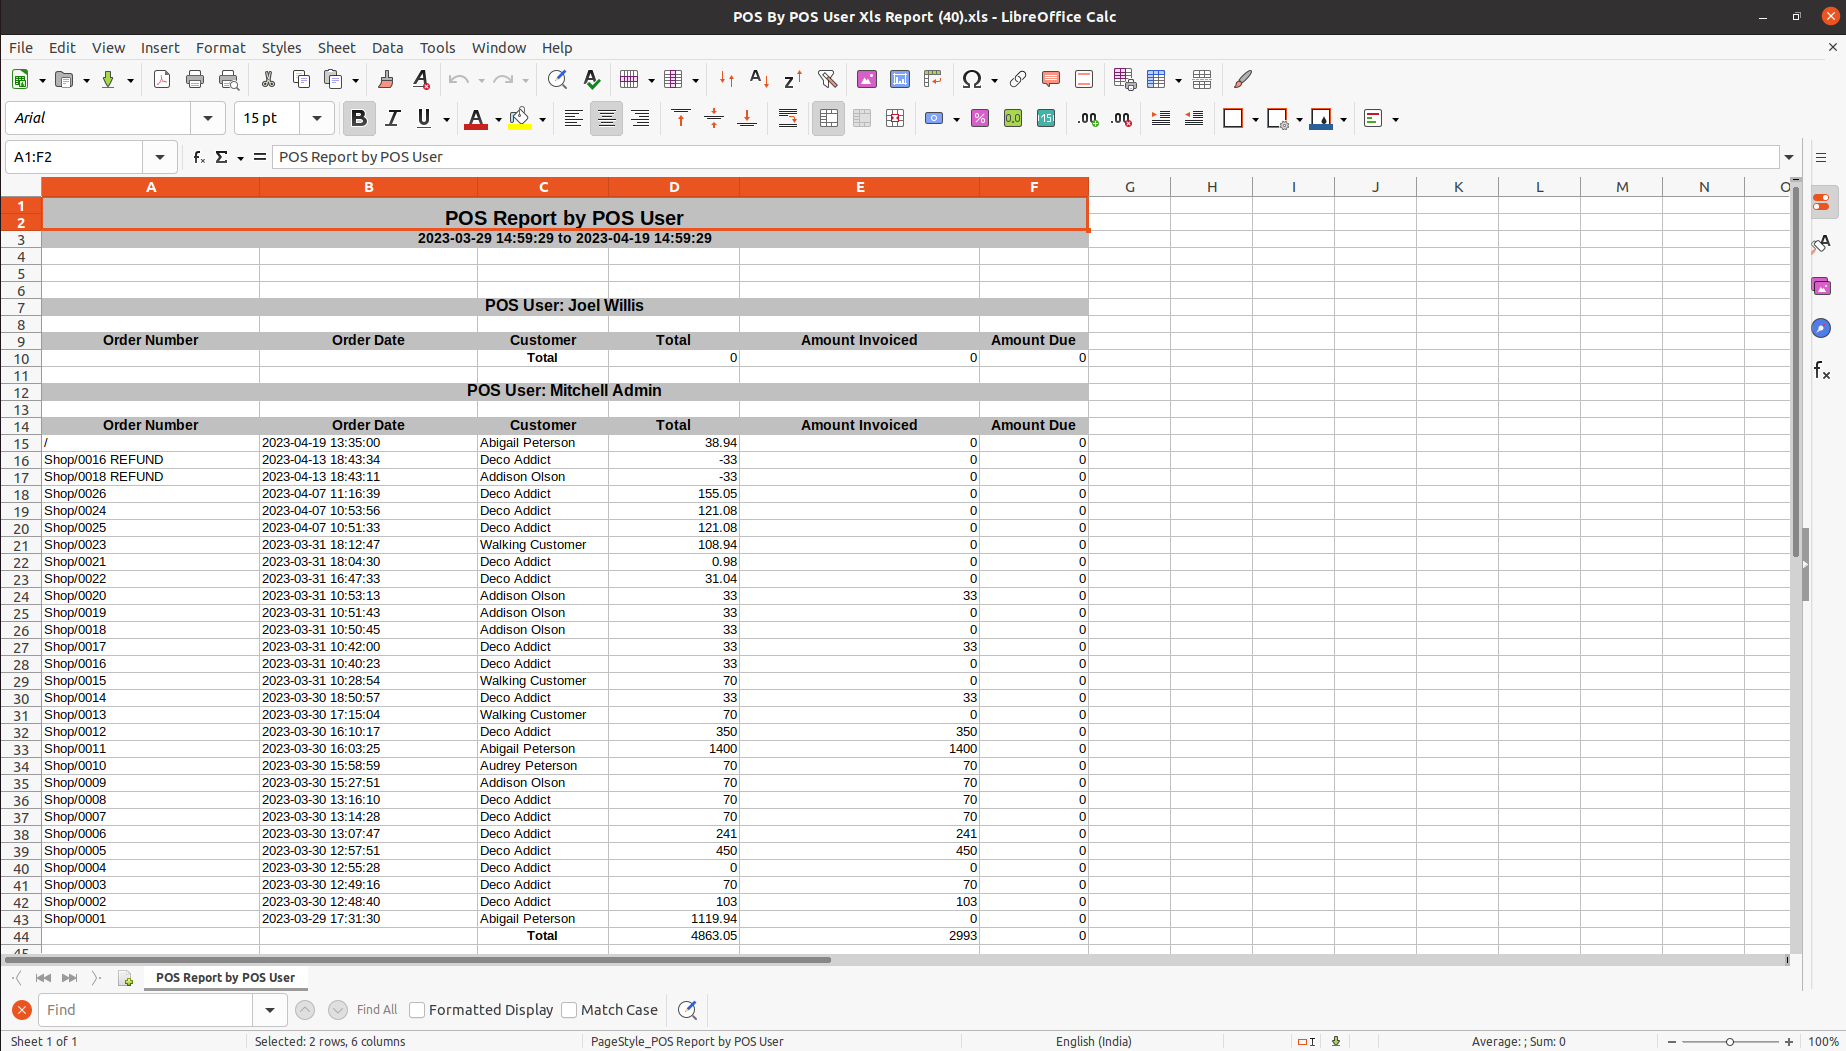 POS By POS User Xls Report (40).xls - LibreOffice Calc
File Edit View Insert Format Styles Sheet Data Tools Window Help
Arial 15 pt
A1:F2 POS Report by POS User
A B C D E F G H I J K L M N O
1
2 POS Report by POS User
3 2023-03-29 14:59:29 to 2023-04-19 14:59:29
4
5
6
7 POS User: Joel Willis
8
9 Order Number Order Date Customer Total Amount Invoiced Amount Due
10 Total 0 0 0
11
12 POS User: Mitchell Admin
13
14 Order Number Order Date Customer Total Amount Invoiced Amount Due
15 / 2023-04-19 13:35:00 Abigail Peterson 38.94 0 0
16 Shop/0016 REFUND 2023-04-13 18:43:34 Deco Addict -33 0 0
17 Shop/0018 REFUND 2023-04-13 18:43:11 Addison Olson -33 0 0
18 Shop/0026 2023-04-07 11:16:39 Deco Addict 155.05 0 0
19 Shop/0024 2023-04-07 10:53:56 Deco Addict 121.08 0 0
20 Shop/0025 2023-04-07 10:51:33 Deco Addict 121.08 0 0
21 Shop/0023 2023-03-31 18:12:47 Walking Customer 108.94 0 0
22 Shop/0021 2023-03-31 18:04:30 Deco Addict 0.98 0 0
23 Shop/0022 2023-03-31 16:47:33 Deco Addict 31.04 0 0
24 Shop/0020 2023-03-31 10:53:13 Addison Olson 33 33 0
25 Shop/0019 2023-03-31 10:51:43 Addison Olson 33 0 0
26 Shop/0018 2023-03-31 10:50:45 Addison Olson 33 0 0
27 Shop/0017 2023-03-31 10:42:00 Deco Addict 33 33 0
28 Shop/0016 2023-03-31 10:40:23 Deco Addict 33 0 0
29 Shop/0015 2023-03-31 10:28:54 Walking Customer 70 0 0
30 Shop/0014 2023-03-30 18:50:57 Deco Addict 33 33 0
31 Shop/0013 2023-03-30 17:15:04 Walking Customer 70 0 0
32 Shop/0012 2023-03-30 16:10:17 Deco Addict 350 350 0
33 Shop/0011 2023-03-30 16:03:25 Abigail Peterson 1400 1400 0
34 Shop/0010 2023-03-30 15:58:59 Audrey Peterson 70 70 0
35 Shop/0009 2023-03-30 15:27:51 Addison Olson 70 70 0
36 Shop/0008 2023-03-30 13:16:10 Deco Addict 70 70 0
37 Shop/0007 2023-03-30 13:14:28 Deco Addict 70 70 0
38 Shop/0006 2023-03-30 13:07:47 Deco Addict 241 241 0
39 Shop/0005 2023-03-30 12:57:51 Deco Addict 450 450 0
40 Shop/0004 2023-03-30 12:55:28 Deco Addict 0 0 0
41 Shop/0003 2023-03-30 12:49:16 Deco Addict 70 70 0
42 Shop/0002 2023-03-30 12:48:40 Deco Addict 103 103 0
43 Shop/0001 2023-03-29 17:31:30 Abigail Peterson 1119.94 0 0
44 Total 4863.05 2993 0
45
POS Report by POS User
Find Find All Formatted Display Match Case
Sheet 1 of 1 Selected: 2 rows, 6 columns PageStyle_POS Report by POS User English (India) Average: ; Sum: 0 100%